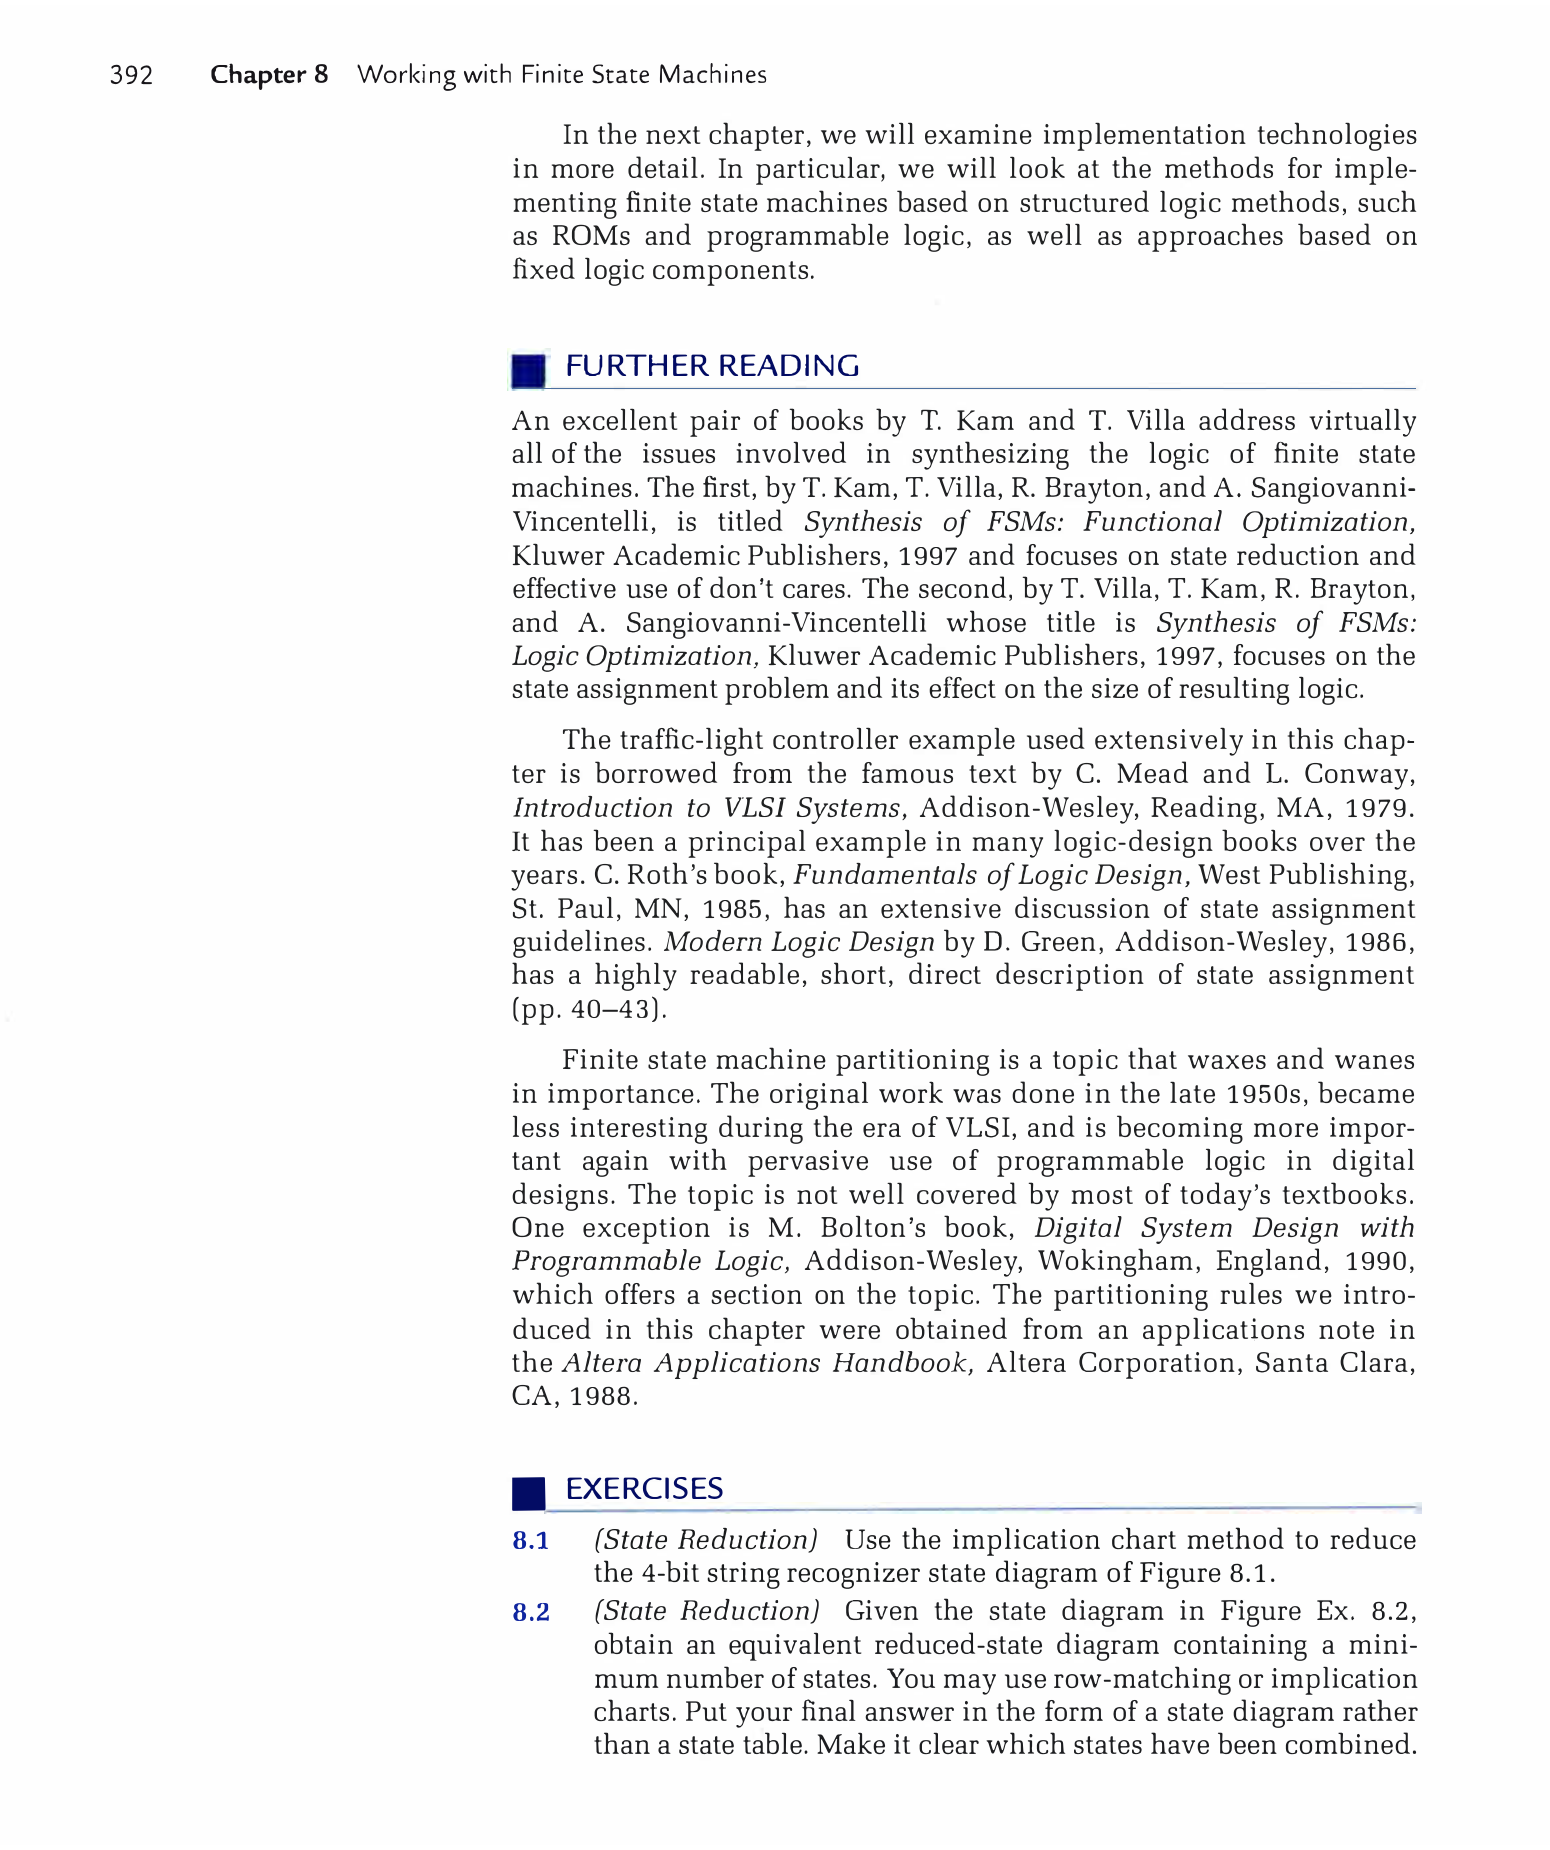 392 Chapter 8 Working with Finite State Machines
In the next chapter, we will examine implementation technologies
in more detail. In particular, we will look at the methods for imple-
menting finite state machines based on structured logic methods, such
as ROMs and programmable logic, as well as approaches based on
fixed logic components.
FURTHER READING
An excellent pair of books by T. Kam and T. Villa address virtually
all of the issues involved in synthesizing the logic of finite state
machines. The first, by T. Kam, T. Villa, R. Brayton, and A. Sangiovanni-
Vincentelli, is titled Synthesis of FSMs: Functional Optimization,
Kluwer Academic Publishers, 1997 and focuses on state reduction and
effective use of don't cares. The second, by T. Villa, T. Kam, R. Brayton,
and A. Sangiovanni-Vincentelli whose title is Synthesis of FSMs:
Logic Optimization, Kluwer Academic Publishers, 1997, focuses on the
state assignment problem and its effect on the size of resulting logic.
The traffic-light controller example used extensively in this chap-
ter is borrowed from the famous text by C. Mead and L. Conway,
Introduction to VLSI Systems, Addison-Wesley, Reading, MA, 1979.
It has been a principal example in many logic-design books over the
years. C. Roth's book, Fundamentals of Logic Design, West Publishing,
St. Paul, MN, 1985, has an extensive discussion of state assignment
guidelines. Modern Logic Design by D. Green, Addison-Wesley, 1986,
has a highly readable, short, direct description of state assignment
(pp. 40–43).
Finite state machine partitioning is a topic that waxes and wanes
in importance. The original work was done in the late 1950s, became
less interesting during the era of VLSI, and is becoming more impor-
tant again with pervasive use of programmable logic in digital
designs. The topic is not well covered by most of today's textbooks.
One exception is M. Bolton's book, Digital System Design with
Programmable Logic, Addison-Wesley, Wokingham, England, 1990,
which offers a section on the topic. The partitioning rules we intro-
duced in this chapter were obtained from an applications note in
the Altera Applications Handbook, Altera Corporation, Santa Clara,
CA, 1988.
EXERCISES
8.1 (State Reduction) Use the implication chart method to reduce
the 4-bit string recognizer state diagram of Figure 8.1.
8.2 (State Reduction) Given the state diagram in Figure Ex. 8.2,
obtain an equivalent reduced-state diagram containing a mini-
mum number of states. You may use row-matching or implication
charts. Put your final answer in the form of a state diagram rather
than a state table. Make it clear which states have been combined.